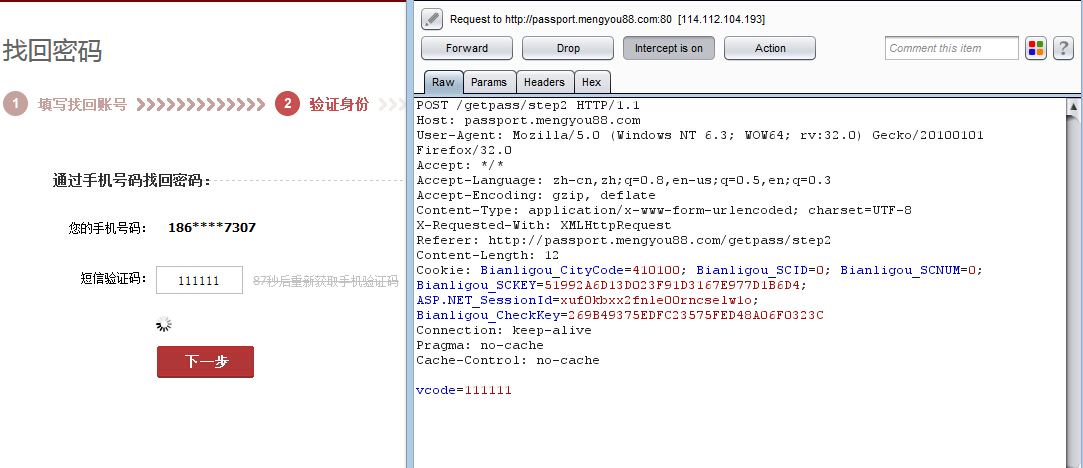 找回密码
1 填写找回账号 2 验证身份
通过手机号码找回密码：
您的手机号码： 186****7307
短信验证码： 111111 87秒后重新获取手机验证码
下一步
Request to http://passport.mengyou88.com:80 [114.112.104.193]
Forward Drop Intercept is on Action Comment this item ?
Raw Params Headers Hex
POST /getpass/step2 HTTP/1.1
Host: passport.mengyou88.com
User-Agent: Mozilla/5.0 (Windows NT 6.3; WOW64; rv:32.0) Gecko/20100101
Firefox/32.0
Accept: */*
Accept-Language: zh-cn,zh;q=0.8,en-us;q=0.5,en;q=0.3
Accept-Encoding: gzip, deflate
Content-Type: application/x-www-form-urlencoded; charset=UTF-8
X-Requested-With: XMLHttpRequest
Referer: http://passport.mengyou88.com/getpass/step2
Content-Length: 12
Cookie: Bianligou_CityCode=410100; Bianligou_SCID=0; Bianligou_SCNUM=0;
Bianligou_SCKEY=51992A6D13D023F91D3167E977D1B6D4;
ASP.NET_SessionId=xuf0kbxx2fnle00rncselw1o;
Bianligou_CheckKey=269B49375EDFC23575FED48A06F0323C
Connection: keep-alive
Pragma: no-cache
Cache-Control: no-cache
vcode=111111